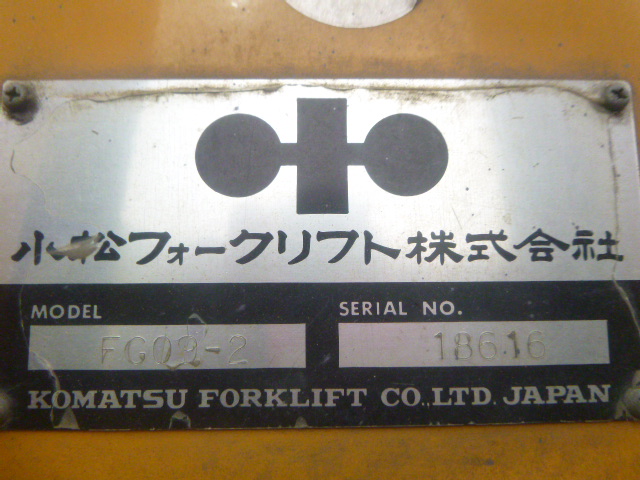 小松フォークリフト株式会社
MODEL
SERIAL NO.
18616
KOMATSU FORKLIFT CO., LTD. JAPAN